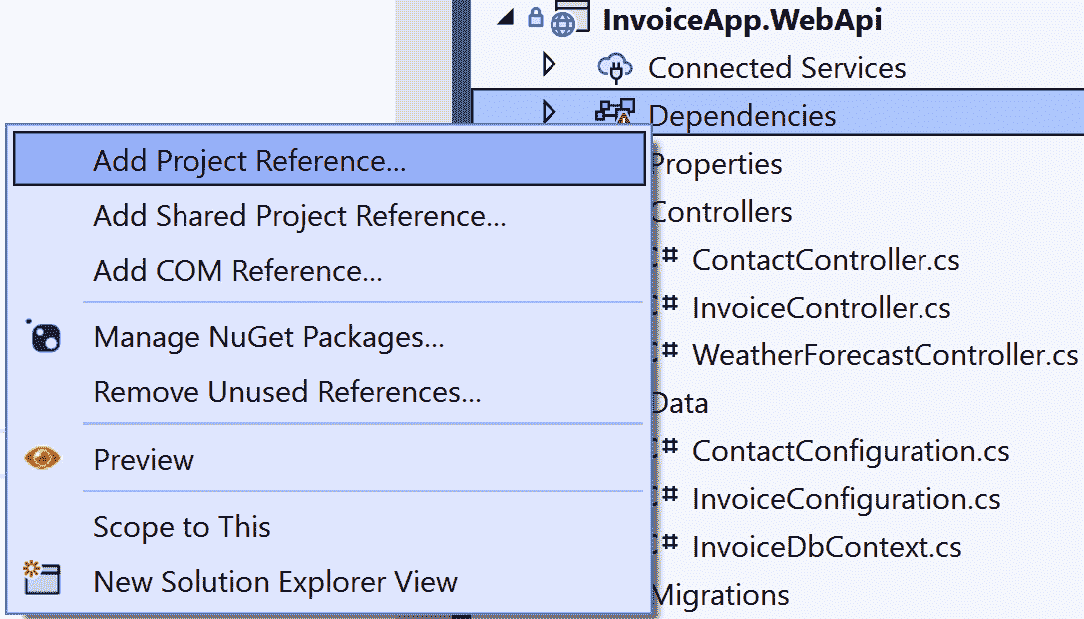 InvoiceApp.WebApi
Connected Services
Dependencies
Add Project Reference...
Add Shared Project Reference...
Add COM Reference...
Manage NuGet Packages...
Remove Unused References...
Preview
Scope to This
New Solution Explorer View
Properties
Controllers
C# ContactController.cs
C# InvoiceController.cs
C# WeatherForecastController.cs
Data
C# ContactConfiguration.cs
C# InvoiceConfiguration.cs
C# InvoiceDbContext.cs
Migrations